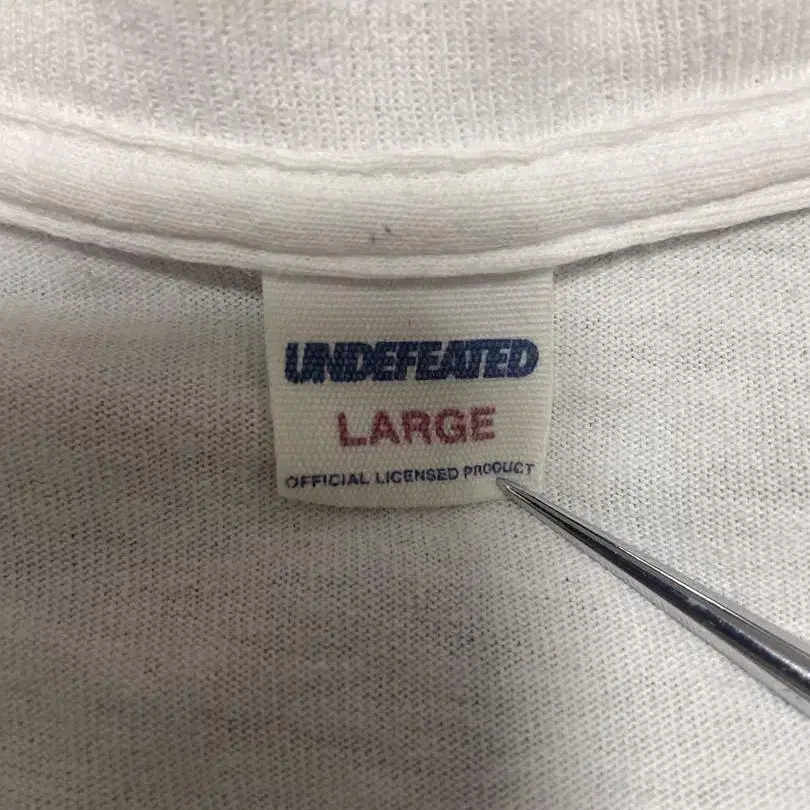 UNDEFEATED
LARGE
OFFICIAL LICENSED PRODUCT